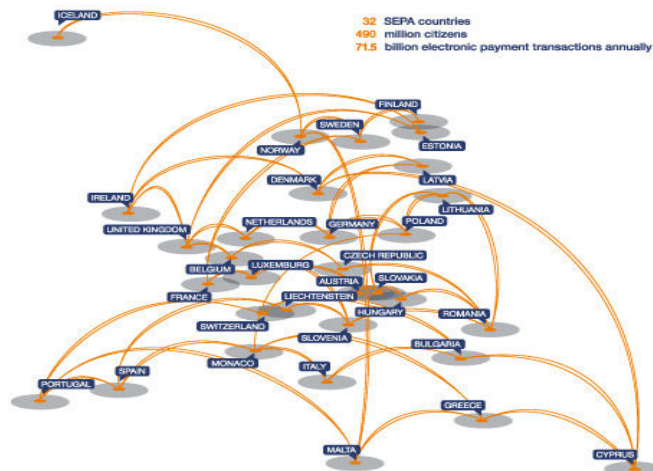 ICELAND
32 SEPA countries
490 million citizens
71.5 billion electronic payment transactions annually
FINLAND
SWEDEN
NORWAY
ESTONIA
DENMARK
LATVIA
IRELAND
LITHUANIA
NETHERLANDS
GERMANY
POLAND
UNITED KINGDOM
CZECH REPUBLIC
BELGIUM
LUXEMBURG
AUSTRIA
SLOVAKIA
FRANCE
LIECHTENSTEIN
HUNGARY
ROMANIA
SWITZERLAND
SLOVENIA
BULGARIA
MONACO
ITALY
SPAIN
PORTUGAL
GREECE
MALTA
CYPRUS